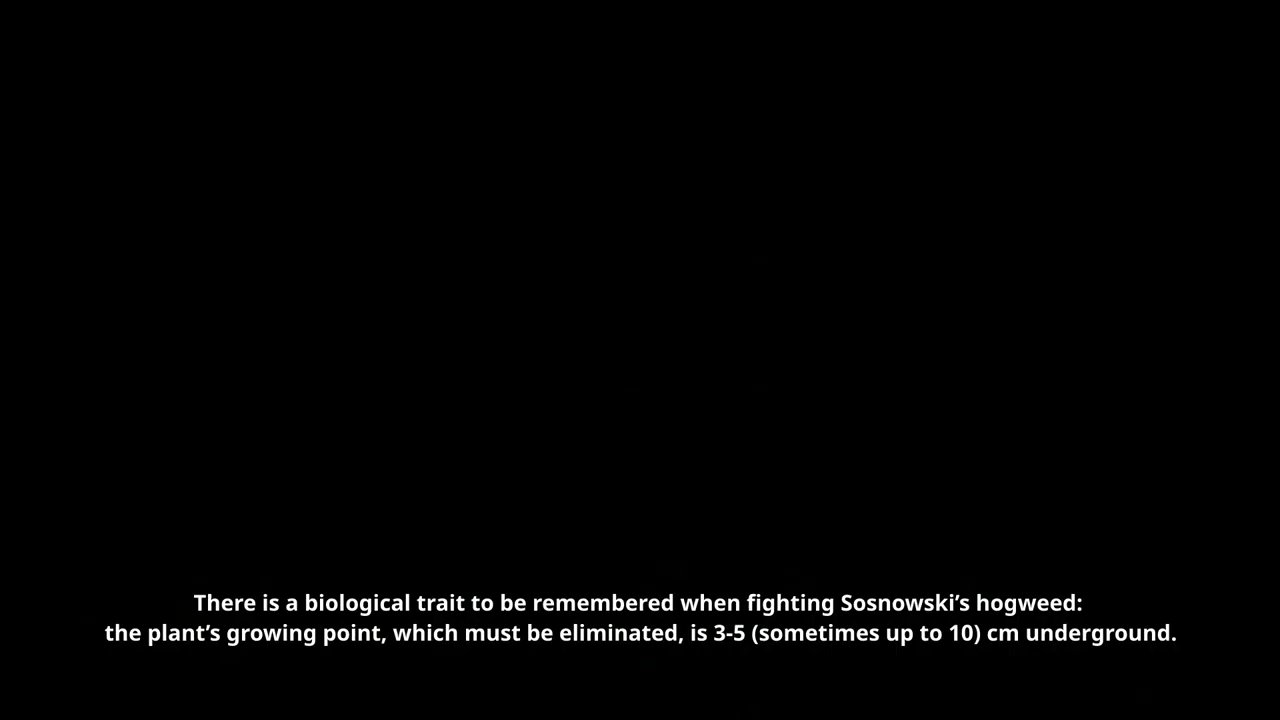 There is a biological trait to be remembered when fighting Sosnowski’s hogweed:
the plant’s growing point, which must be eliminated, is 3-5 (sometimes up to 10) cm underground.